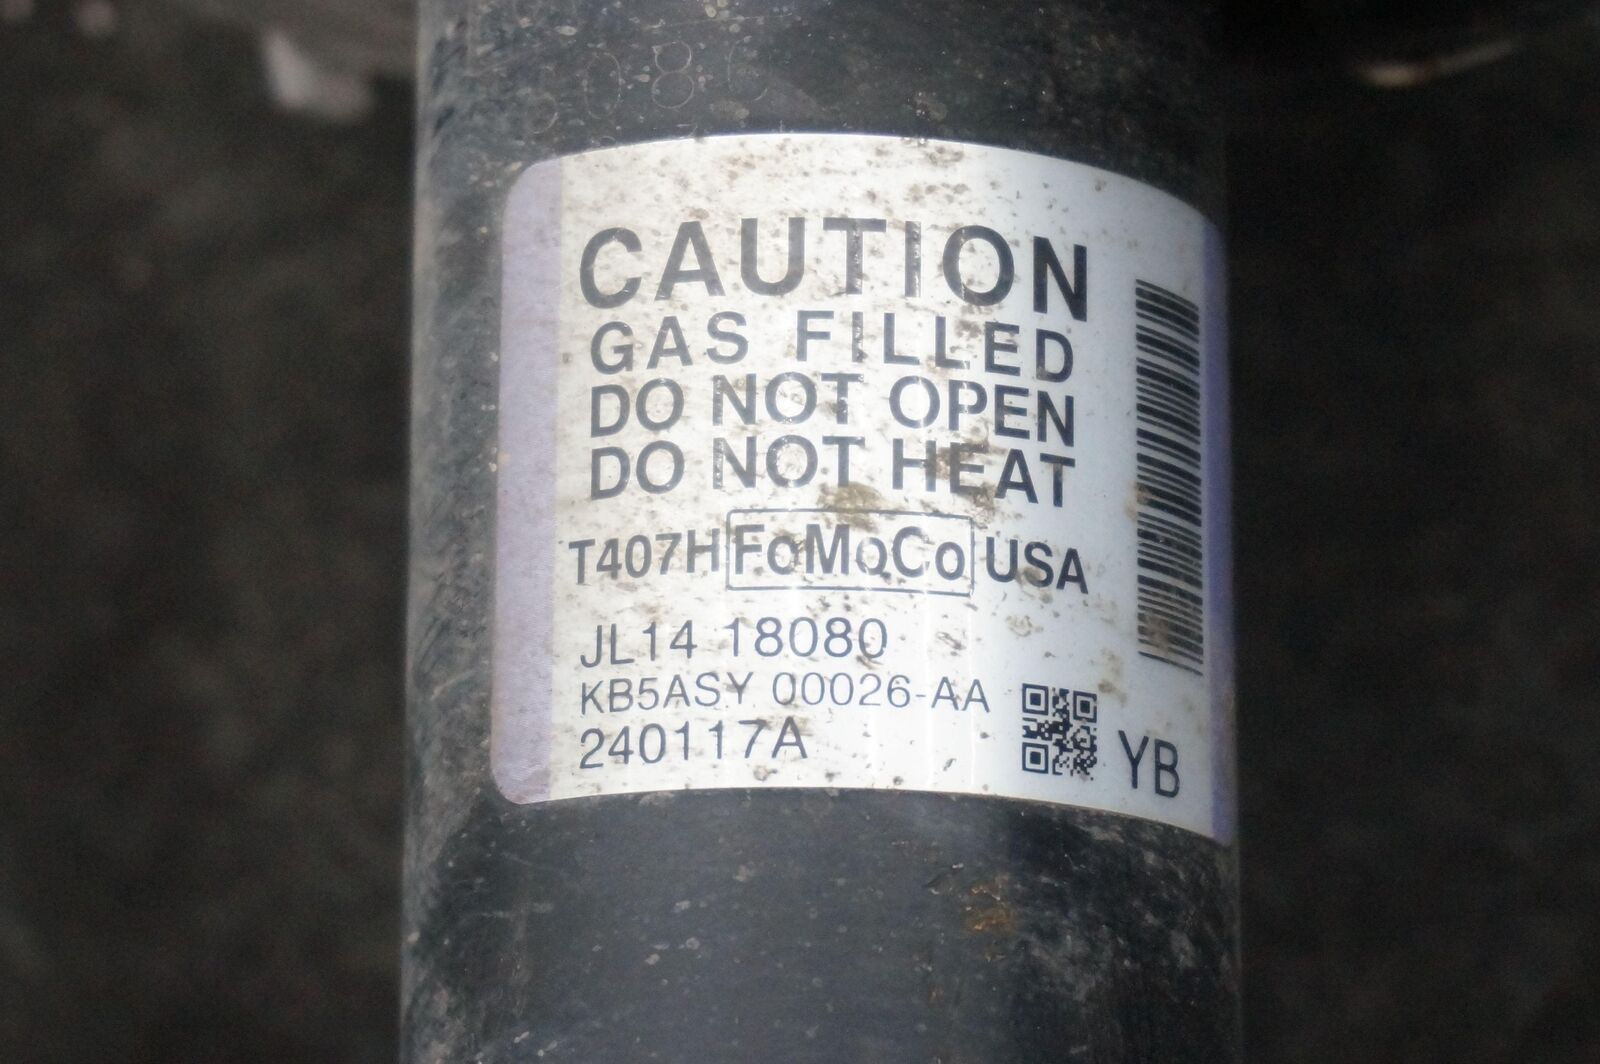 CAUTION
GAS FILLED
DO NOT OPEN
DO NOT HEAT
T407H FoMoCo USA
JL14 18080
KB5ASY 00026-AA
240117A
YB